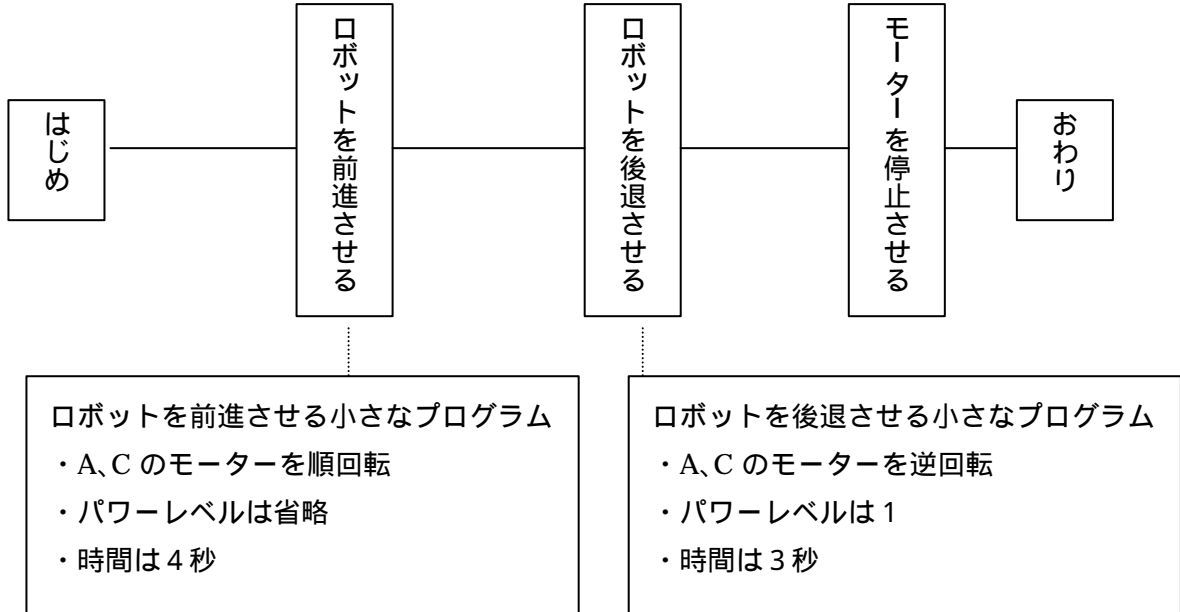 はじめ
ロボットを前進させる
ロボットを後退させる
モーターを停止させる
おわり
ロボットを前進させる小さなプログラム
・A、C のモーターを順回転
・パワーレベルは省略
・時間は 4 秒
ロボットを後退させる小さなプログラム
・A、C のモーターを逆回転
・パワーレベルは 1
・時間は 3 秒